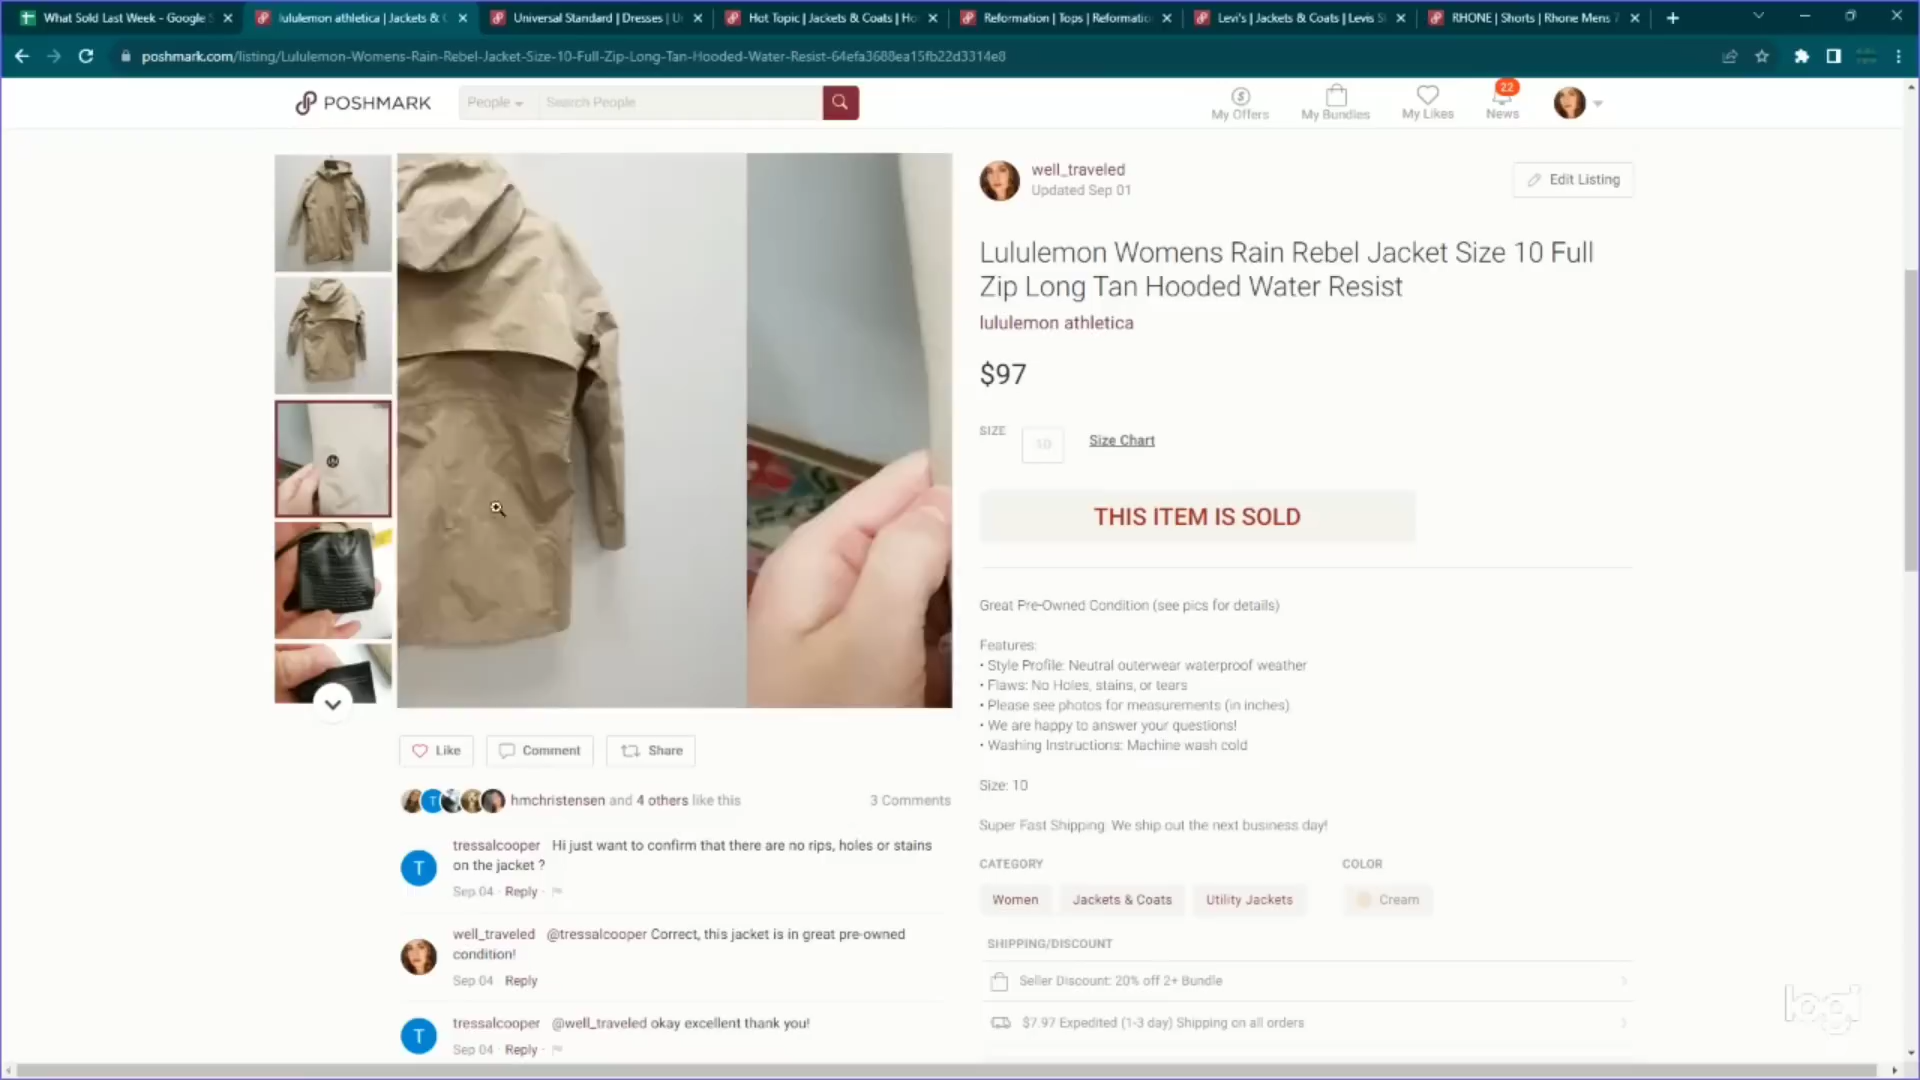 What Sold Last Week - Google S
lululemon athletica | Jackets & C
Universal Standard | Dresses | U
Hot Topic | Jackets & Coats | Ho
Reformation | Tops | Reformatio
Levi's | Jackets & Coats | Levis S
RHONE | Shorts | Rhone Mens 7
poshmark.com/listing/Lululemon-Womens-Rain-Rebel-Jacket-Size-10-Full-Zip-Long-Tan-Hooded-Water-Resist-64efa3688ea15fb22d3314e8
POSHMARK
People
Search People
My Offers
My Bundles
My Likes
22
News
well_traveled
Updated Sep 01
Edit Listing
Lululemon Womens Rain Rebel Jacket Size 10 Full
Zip Long Tan Hooded Water Resist
lululemon athletica
$97
SIZE
10
Size Chart
THIS ITEM IS SOLD
Great Pre-Owned Condition (see pics for details)
Features:
• Style Profile: Neutral outerwear waterproof weather
• Flaws: No Holes, stains, or tears
• Please see photos for measurements (in inches)
• We are happy to answer your questions!
• Washing Instructions: Machine wash cold
Size: 10
Super Fast Shipping: We ship out the next business day!
CATEGORY
COLOR
Women
Jackets & Coats
Utility Jackets
Cream
SHIPPING/DISCOUNT
Seller Discount: 20% off 2+ Bundle
$7.97 Expedited (1-3 day) Shipping on all orders
Like
Comment
Share
T
hmchristensen and 4 others like this
3 Comments
T
tressalcooper Hi just want to confirm that there are no rips, holes or stains
on the jacket ?
Sep 04 · Reply ·
well_traveled @tressalcooper Correct, this jacket is in great pre-owned
condition!
Sep 04 · Reply
T
tressalcooper @well_traveled okay excellent thank you!
Sep 04 · Reply ·
logi